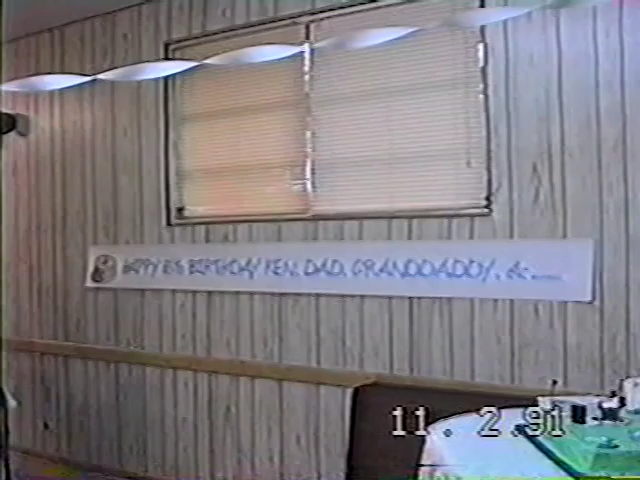 HAPPY BIRTHDAY KEN, DAD, GRANDDADDY, &c......
11. 2.91